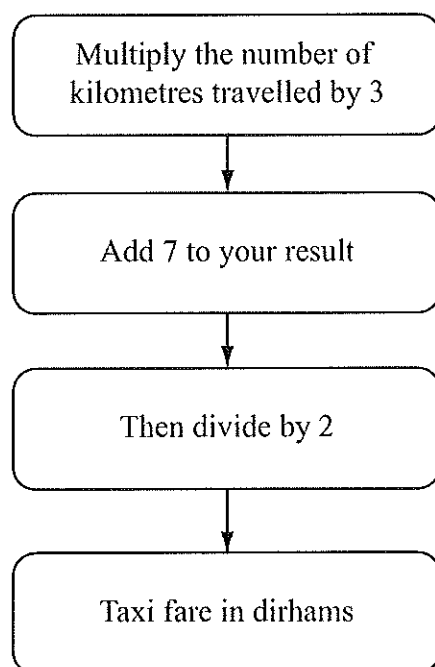 Multiply the number of
kilometres travelled by 3
Add 7 to your result
Then divide by 2
Taxi fare in dirhams